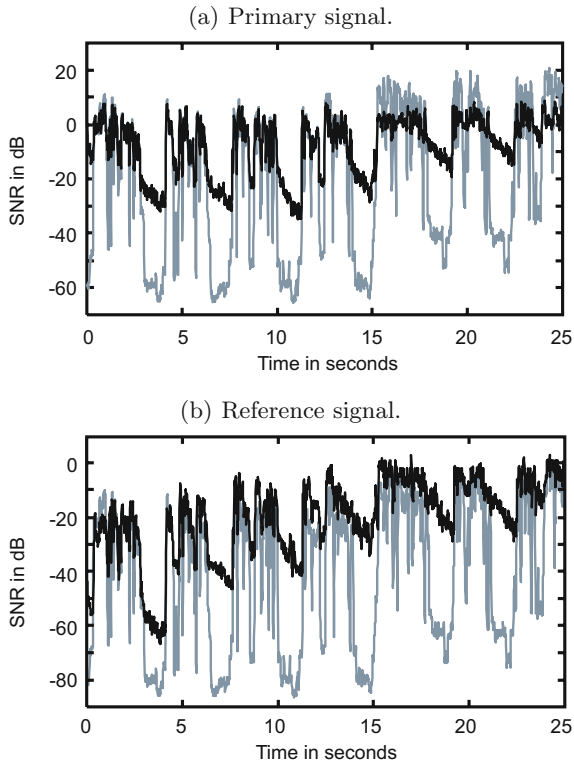 (a) Primary signal.
20
0
-20
-40
-60
SNR in dB
0 5 10 15 20 25
Time in seconds
(b) Reference signal.
0
-20
-40
-60
-80
SNR in dB
0 5 10 15 20 25
Time in seconds